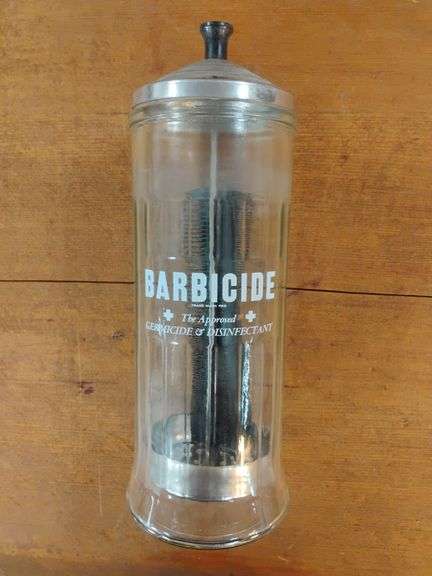 BARBICIDE
TRADE MARK REG
The Approved
GERMICIDE & DISINFECTANT